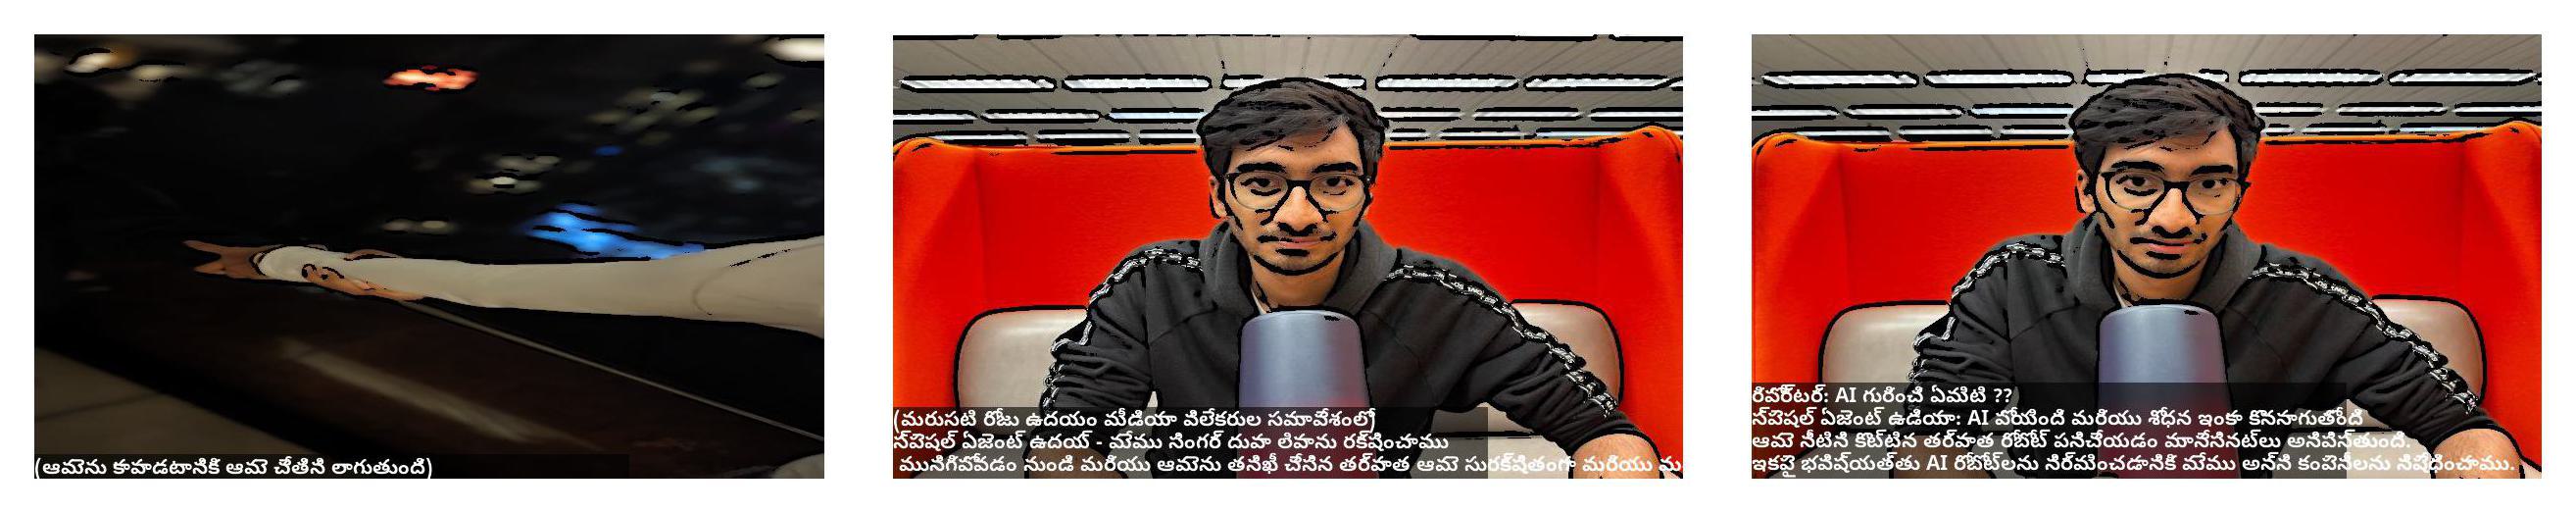 (ఆమెను కాపాడటానికి ఆమె చేతిని లాగుతుంది)
(మరుసటి రోజు ఉదయం మీడియా విలేకరుల సమావేశంలో)
స్పెషల్ ఏజెంట్ ఉదయ్ - మేము సింగర్ దువా లిపాను రక్షించాము
మునిగిపోవడం నుండి మరియు ఆమెను తనిఖీ చేసిన తర్వాత ఆమె సురక్షితంగా మరియు
రిపోర్టర్: AI గురించి ఏమిటి ??
స్పెషల్ ఏజెంట్ ఉడియా: AI పోయింది మరియు శోధన ఇంకా కొనసాగుతోంది
ఆమె నీటిని కొట్టిన తర్వాత రోబోట్ పనిచేయడం మానేసినట్లు అనిపిస్తుంది.
ఇకపై భవిష్యత్తు AI రోబోట్‌లను నిర్మించడానికి మేము అన్ని కంపెనీలను నిషేధించాము.